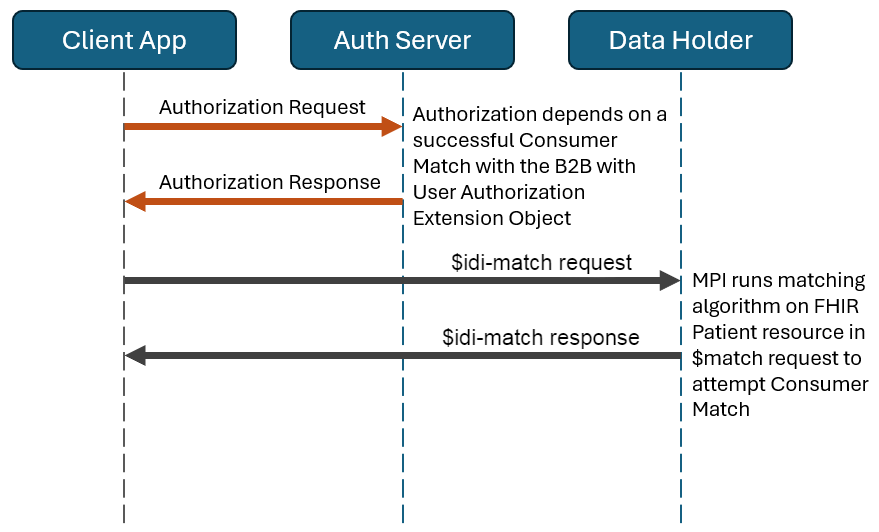 Client App
Auth Server
Data Holder
Authorization Request
Authorization depends on a
successful Consumer
Match with the B2B with
User Authorization
Extension Object
Authorization Response
$idi-match request
MPI runs matching
algorithm on FHIR
Patient resource in
$match request to
attempt Consumer
Match
$idi-match response